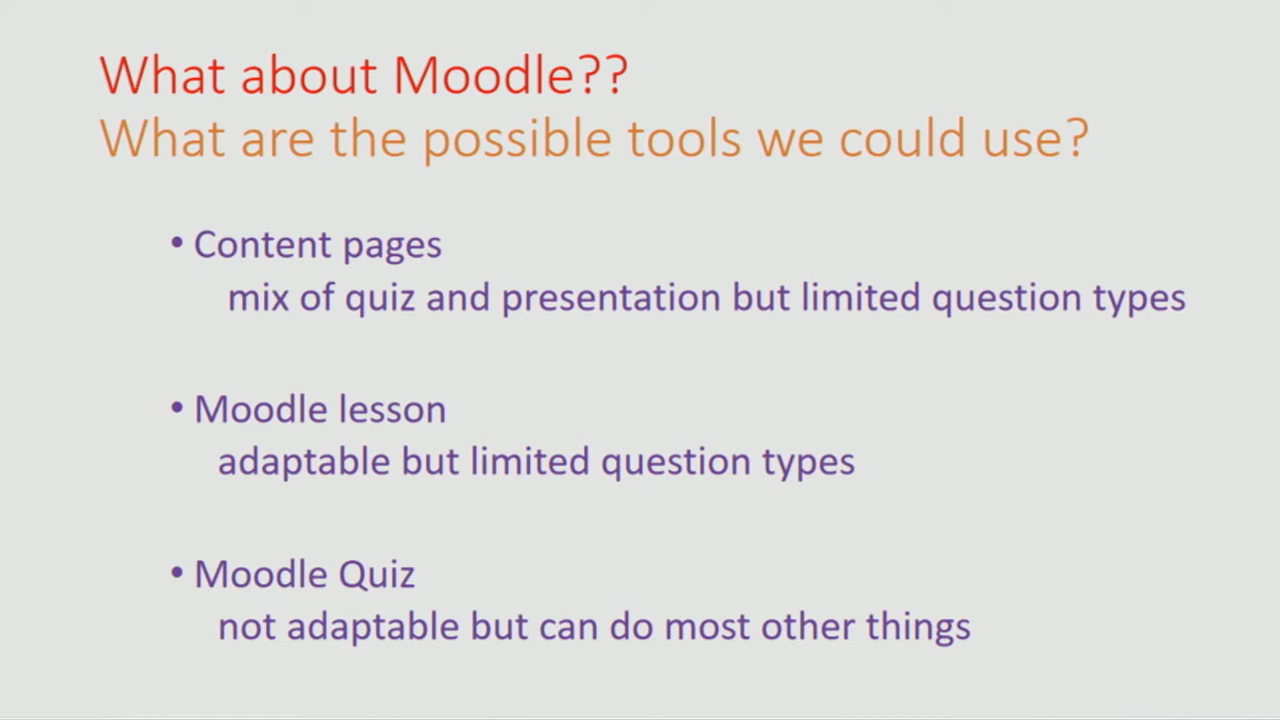 What about Moodle??
What are the possible tools we could use?
• Content pages
mix of quiz and presentation but limited question types
• Moodle lesson
adaptable but limited question types
• Moodle Quiz
not adaptable but can do most other things